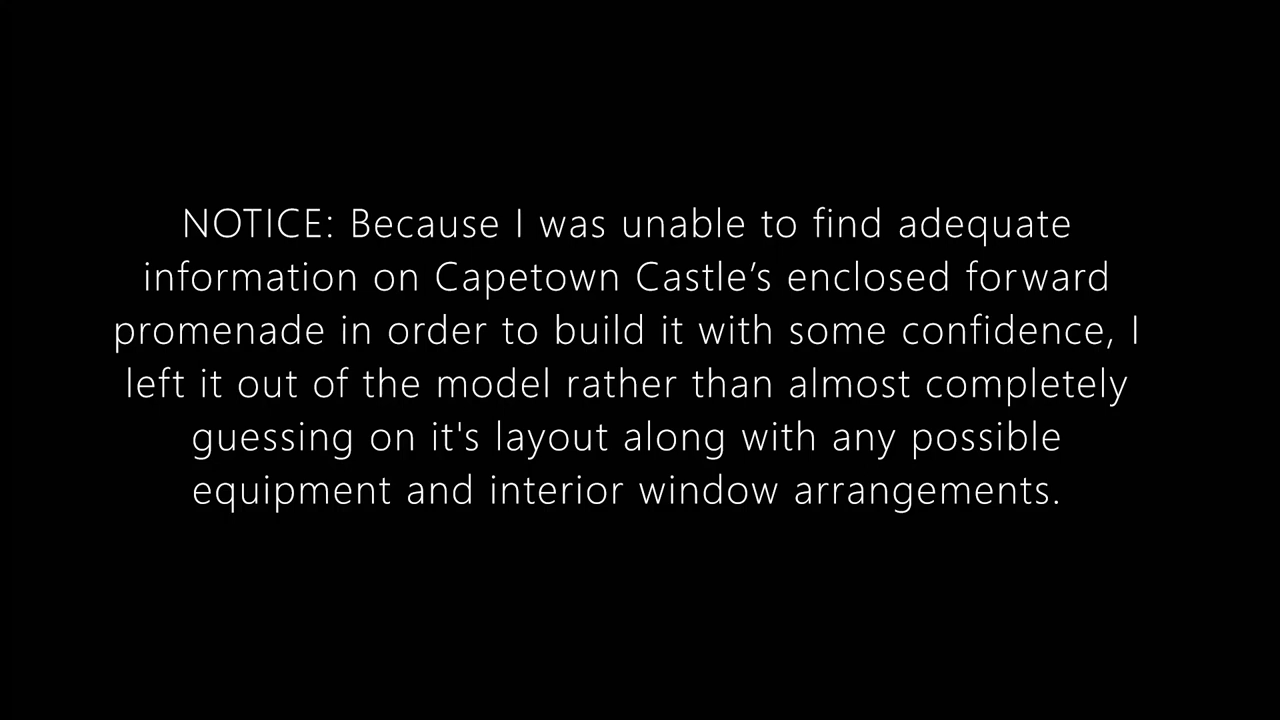 NOTICE: Because I was unable to find adequate
information on Capetown Castle’s enclosed forward
promenade in order to build it with some confidence, I
left it out of the model rather than almost completely
guessing on it's layout along with any possible
equipment and interior window arrangements.